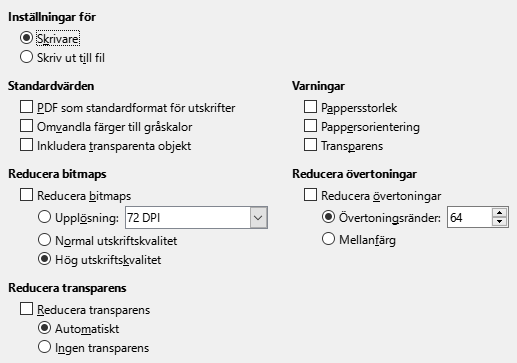 Inställningar för
Skrivare
Skriv ut till fil
Standardvärden
PDF som standardformat för utskrifter
Omvandla färger till gråskalor
Inkludera transparenta objekt
Varningar
Pappersstorlek
Pappersorientering
Transparens
Reducera bitmaps
Reducera bitmaps
Upplösning: 72 DPI
Normal utskriftskvalitet
Hög utskriftskvalitet
Reducera övertoningar
Reducera övertoningar
Övertoningsränder: 64
Mellanfärg
Reducera transparens
Reducera transparens
Automatiskt
Ingen transparens